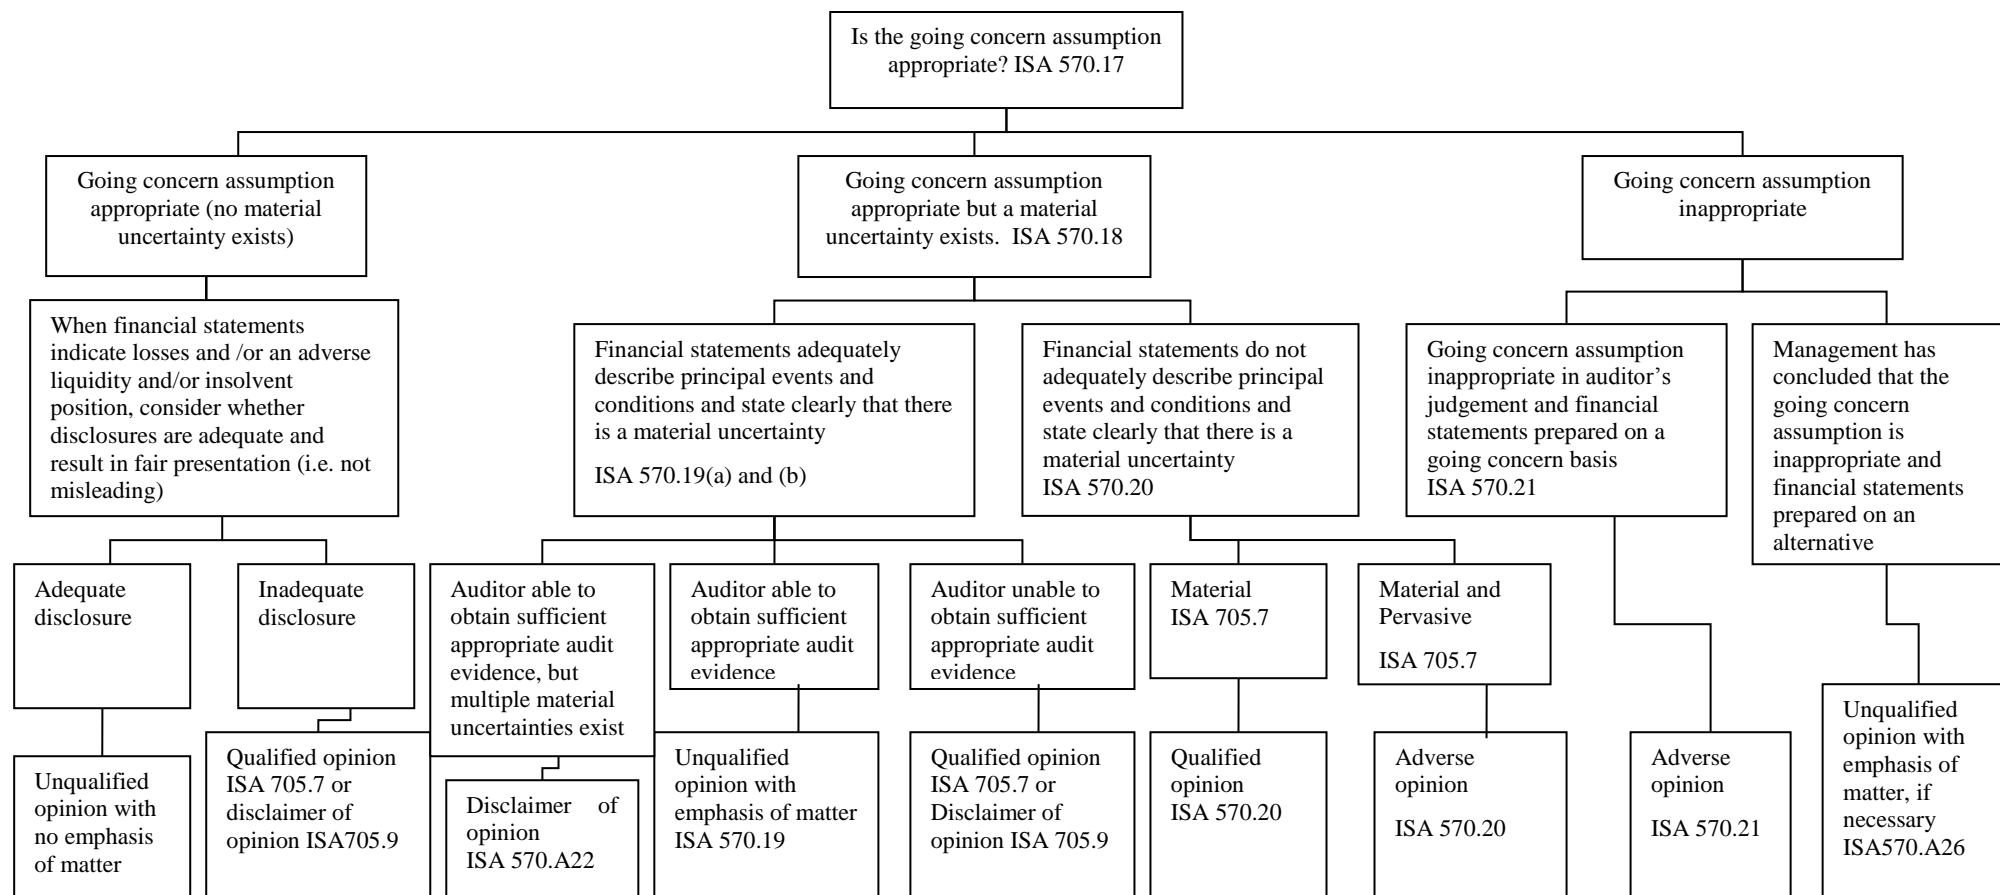 Is the going concern assumption
appropriate? ISA 570.17
Going concern assumption
appropriate (no material
uncertainty exists)
Going concern assumption
appropriate but a material
uncertainty exists.  ISA 570.18
Going concern assumption
inappropriate
When financial statements
indicate losses and /or an adverse
liquidity and/or insolvent
position, consider whether
disclosures are adequate and
result in fair presentation (i.e. not
misleading)
Financial statements adequately
describe principal events and
conditions and state clearly that there
is a material uncertainty
ISA 570.19(a) and (b)
Financial statements do not
adequately describe principal
events and conditions and
state clearly that there is a
material uncertainty
ISA 570.20
Going concern assumption
inappropriate in auditor’s
judgement and financial
statements prepared on a
going concern basis
ISA 570.21
Management has
concluded that the
going concern
assumption is
inappropriate and
financial statements
prepared on an
alternative
Adequate
disclosure
Inadequate
disclosure
Auditor able to
obtain sufficient
appropriate audit
evidence, but
multiple material
uncertainties exist
Auditor able to
obtain sufficient
appropriate audit
evidence
Auditor unable to
obtain sufficient
appropriate audit
evidence
Material
ISA 705.7
Material and
Pervasive
ISA 705.7
Unqualified
opinion with
no emphasis
of matter
Qualified opinion
ISA 705.7 or
disclaimer of
opinion ISA705.9
Disclaimer of
opinion
ISA 570.A22
Unqualified
opinion with
emphasis of matter
ISA 570.19
Qualified opinion
ISA 705.7 or
Disclaimer of
opinion ISA 705.9
Qualified
opinion
ISA 570.20
Adverse
opinion
ISA 570.20
Adverse
opinion
ISA 570.21
Unqualified
opinion with
emphasis of
matter, if
necessary
ISA570.A26